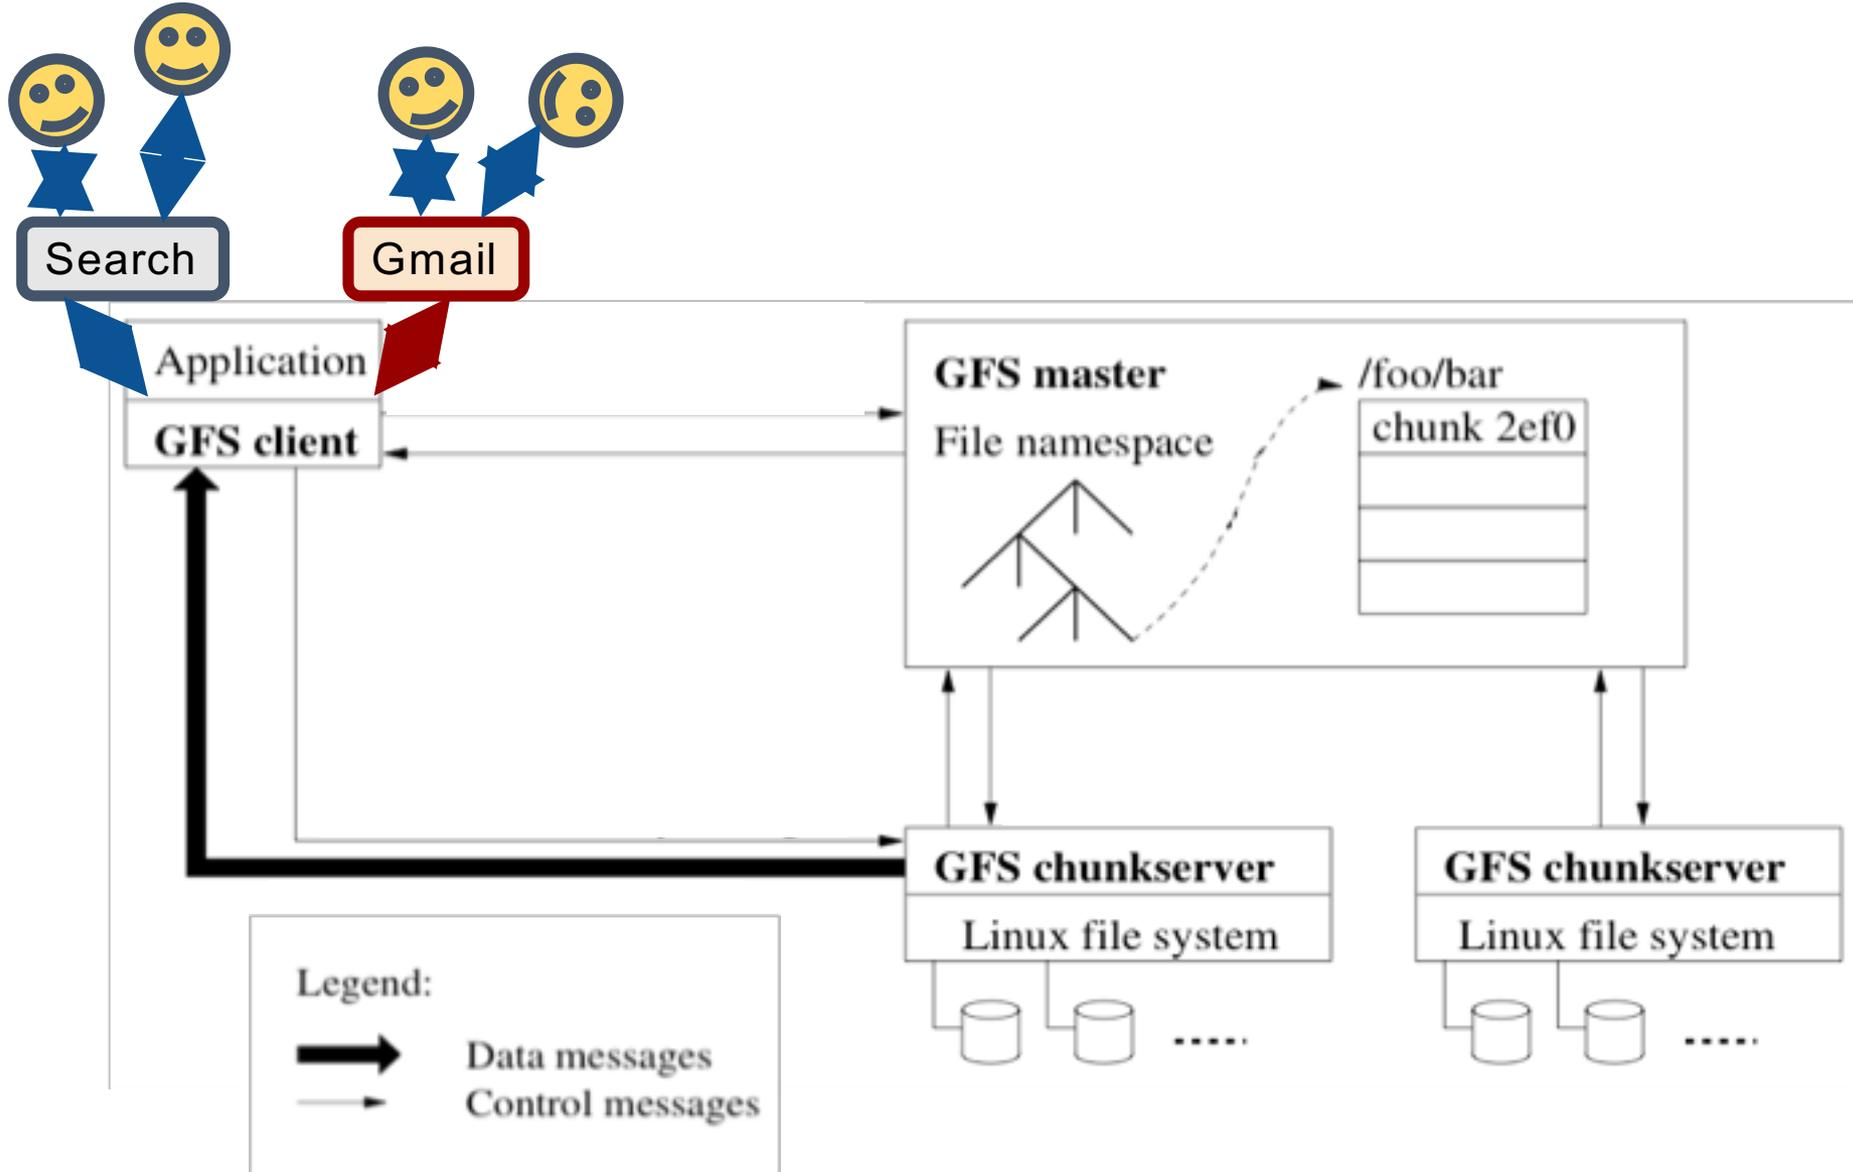 Search
Gmail
Application
GFS client
GFS master
File namespace
/foo/bar
chunk 2ef0
GFS chunkserver
Linux file system
GFS chunkserver
Linux file system
Legend:
Data messages
Control messages